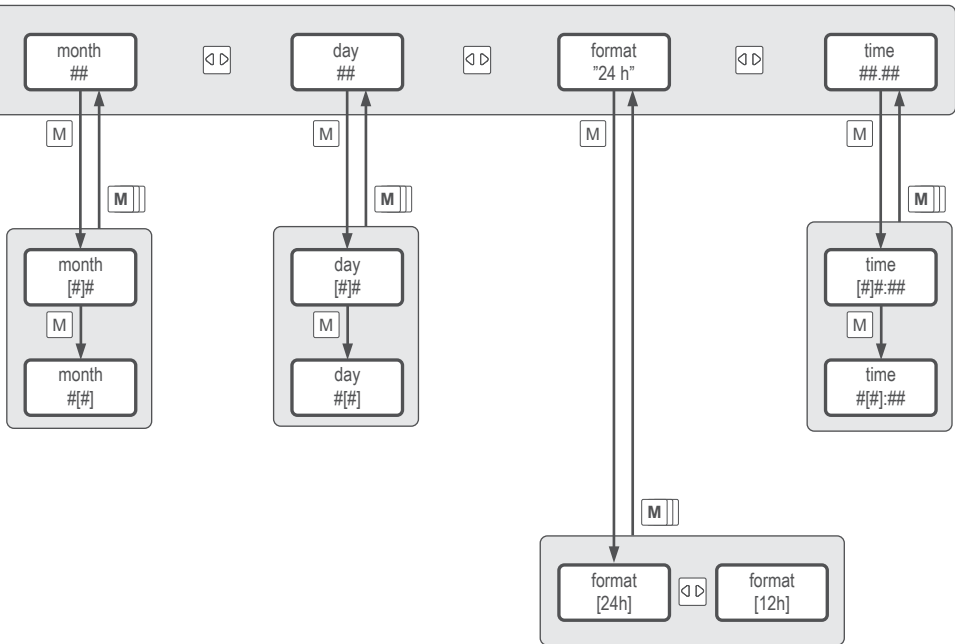 month
##
day
##
format
”24 h”
time
##.##
M
M
M
M
M
M
M
month
[#]#
day
[#]#
time
[#]#:##
M
M
M
month
#[#]
day
#[#]
time
#[#]:##
M
format
[24h]
format
[12h]